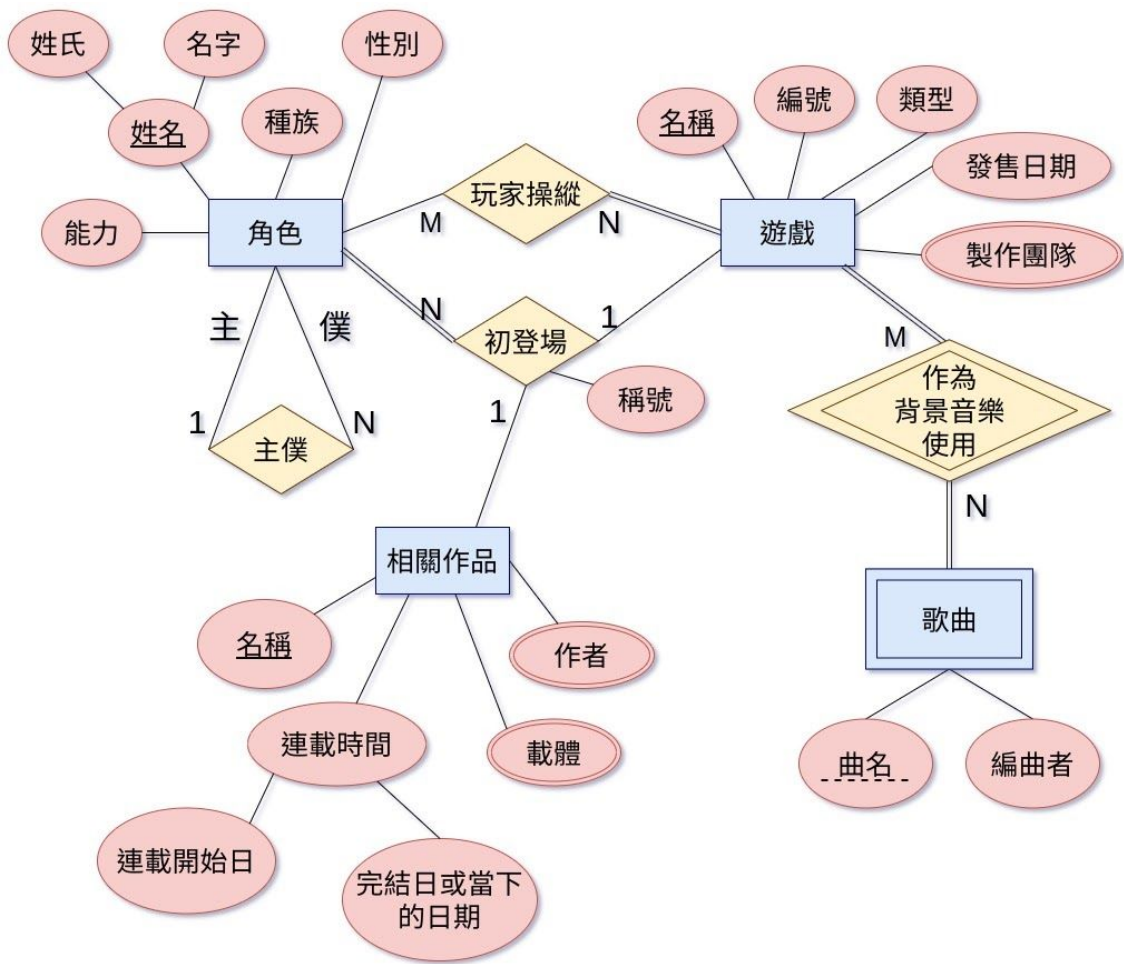 姓氏
名字
性別
姓名
種族
名稱
編號
類型
發售日期
能力
角色
玩家操縱
遊戲
製作團隊
M
N
主
僕
N
初登場
1
M
稱號
作為
背景音樂
使用
1
主僕
N
1
N
相關作品
歌曲
名稱
作者
連載時間
載體
曲名
編曲者
連載開始日
完結日或當下
的日期